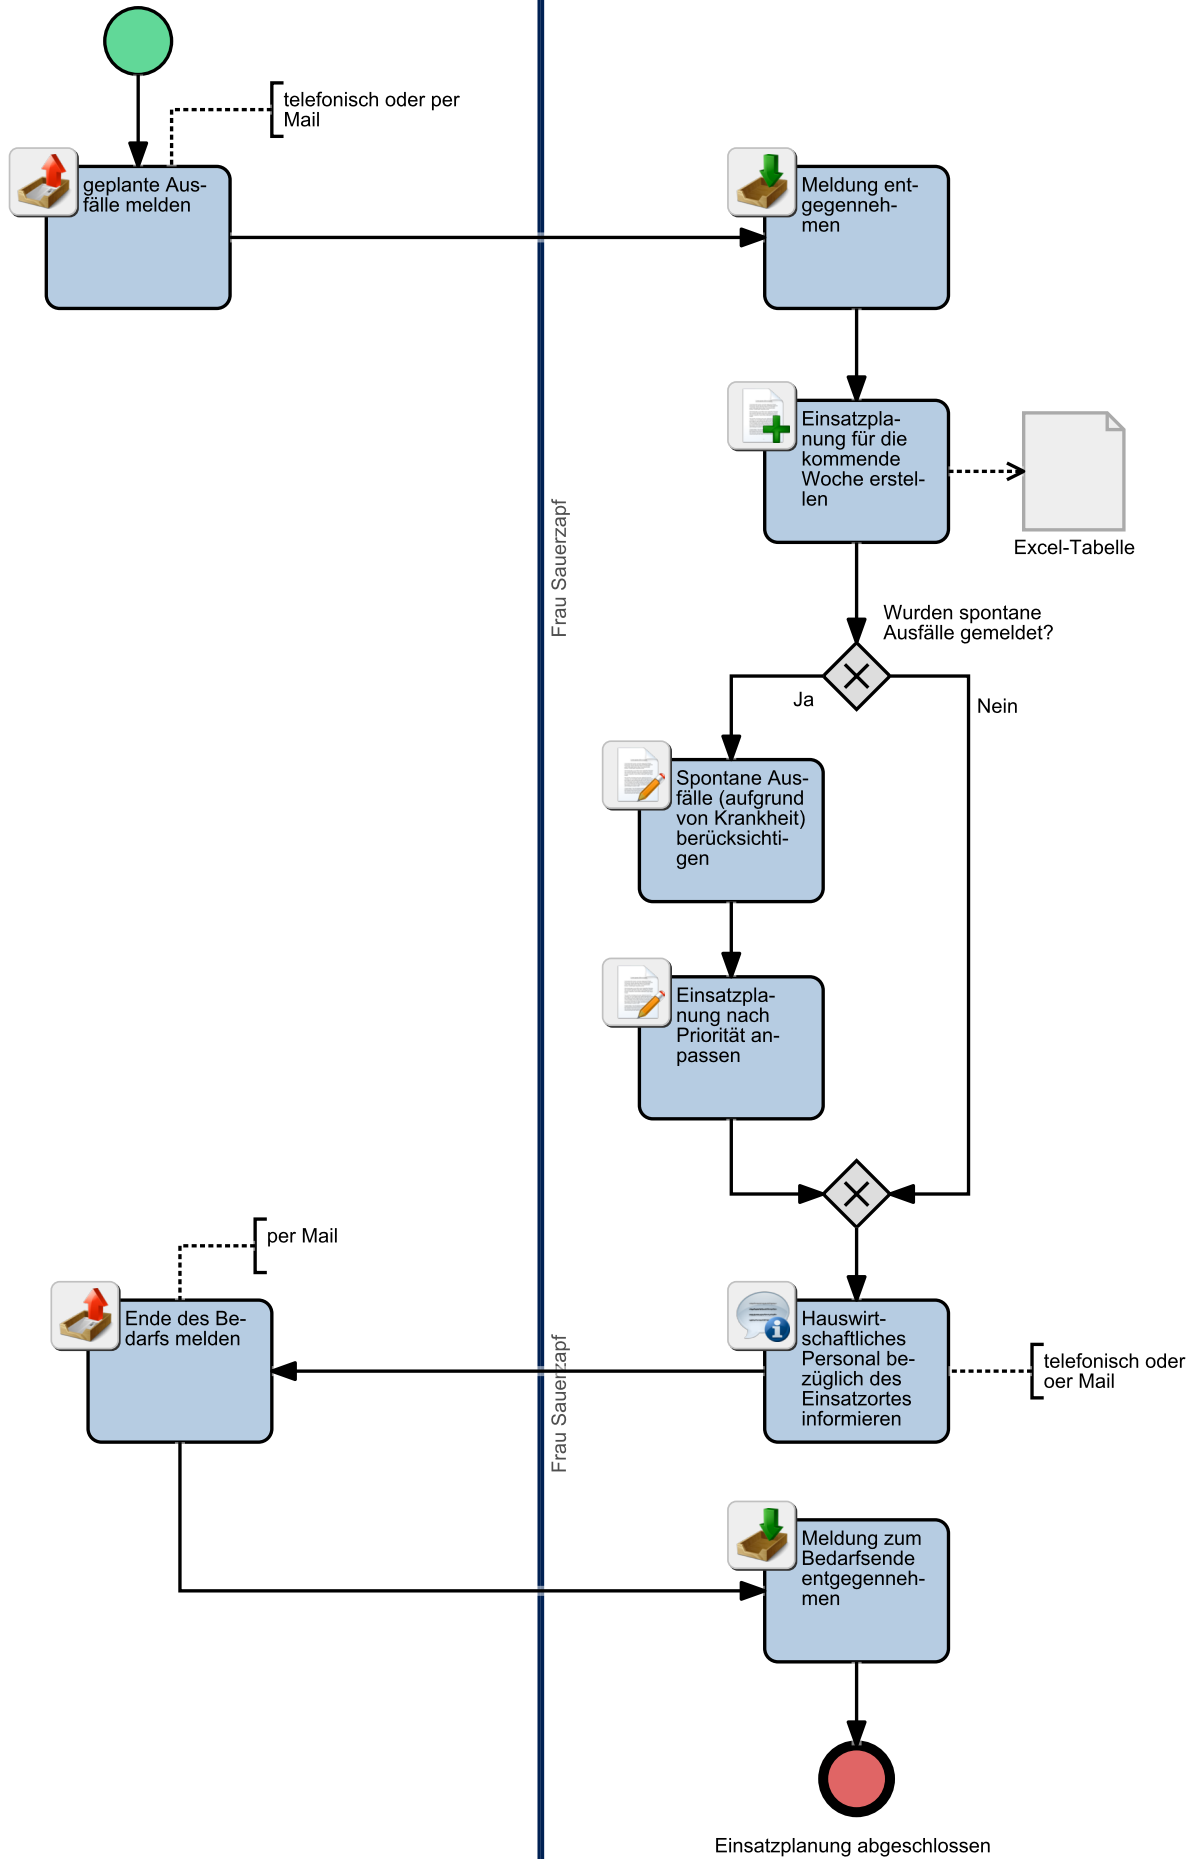 telefonisch oder per
Mail
geplante Aus-
fälle melden
Meldung ent-
gegenneh-
men
Einsatzpla-
nung für die
kommende
Woche erstel-
len
Excel-Tabelle
Frau Sauerzapf
Wurden spontane
Ausfälle gemeldet?
Ja
Nein
Spontane Aus-
fälle (aufgrund
von Krankheit)
berücksichti-
gen
Einsatzpla-
nung nach
Priorität an-
passen
per Mail
Ende des Be-
darfs melden
Frau Sauerzapf
Hauswirt-
schaftliches
Personal be-
züglich des
Einsatzortes
informieren
telefonisch oder
oer Mail
Meldung zum
Bedarfsende
entgegenneh-
men
Einsatzplanung abgeschlossen